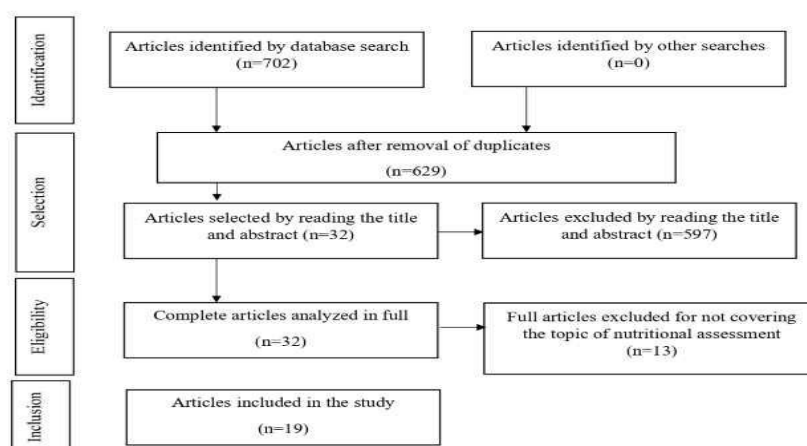 Identification
Articles identified by database search
(n=702)
Articles identified by other searches
(n=0)
Selection
Articles after removal of duplicates
(n=629)
Articles selected by reading the title
and abstract (n=32)
Articles excluded by reading the title
and abstract (n=597)
Eligibility
Complete articles analyzed in full
(n=32)
Full articles excluded for not covering
the topic of nutritional assessment
(n=13)
Inclusion
Articles included in the study
(n=19)